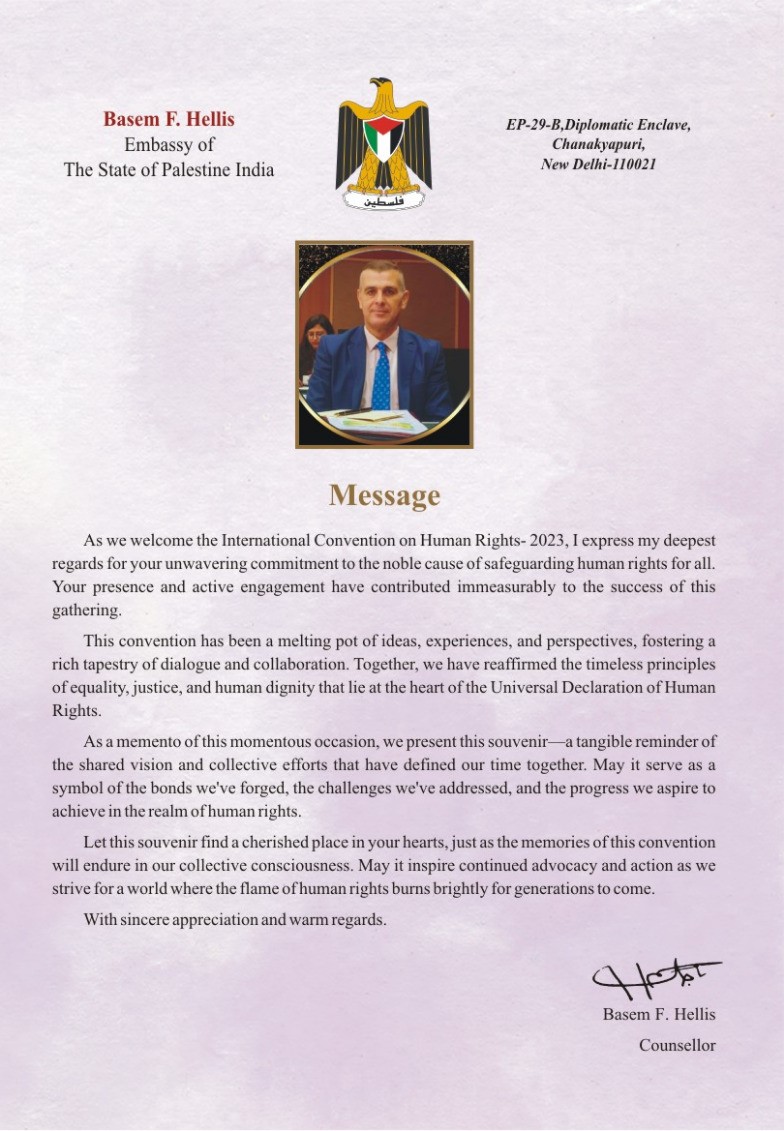 Basem F. Hellis
Embassy of
The State of Palestine India
فلسطين
EP-29-B,Diplomatic Enclave,
Chanakyapuri,
New Delhi-110021
Message
As we welcome the International Convention on Human Rights- 2023, I express my deepest
regards for your unwavering commitment to the noble cause of safeguarding human rights for all.
Your presence and active engagement have contributed immeasurably to the success of this
gathering.
This convention has been a melting pot of ideas, experiences, and perspectives, fostering a
rich tapestry of dialogue and collaboration. Together, we have reaffirmed the timeless principles
of equality, justice, and human dignity that lie at the heart of the Universal Declaration of Human
Rights.
As a memento of this momentous occasion, we present this souvenir—a tangible reminder of
the shared vision and collective efforts that have defined our time together. May it serve as a
symbol of the bonds we've forged, the challenges we've addressed, and the progress we aspire to
achieve in the realm of human rights.
Let this souvenir find a cherished place in your hearts, just as the memories of this convention
will endure in our collective consciousness. May it inspire continued advocacy and action as we
strive for a world where the flame of human rights burns brightly for generations to come.
With sincere appreciation and warm regards.
Basem F. Hellis
Counsellor